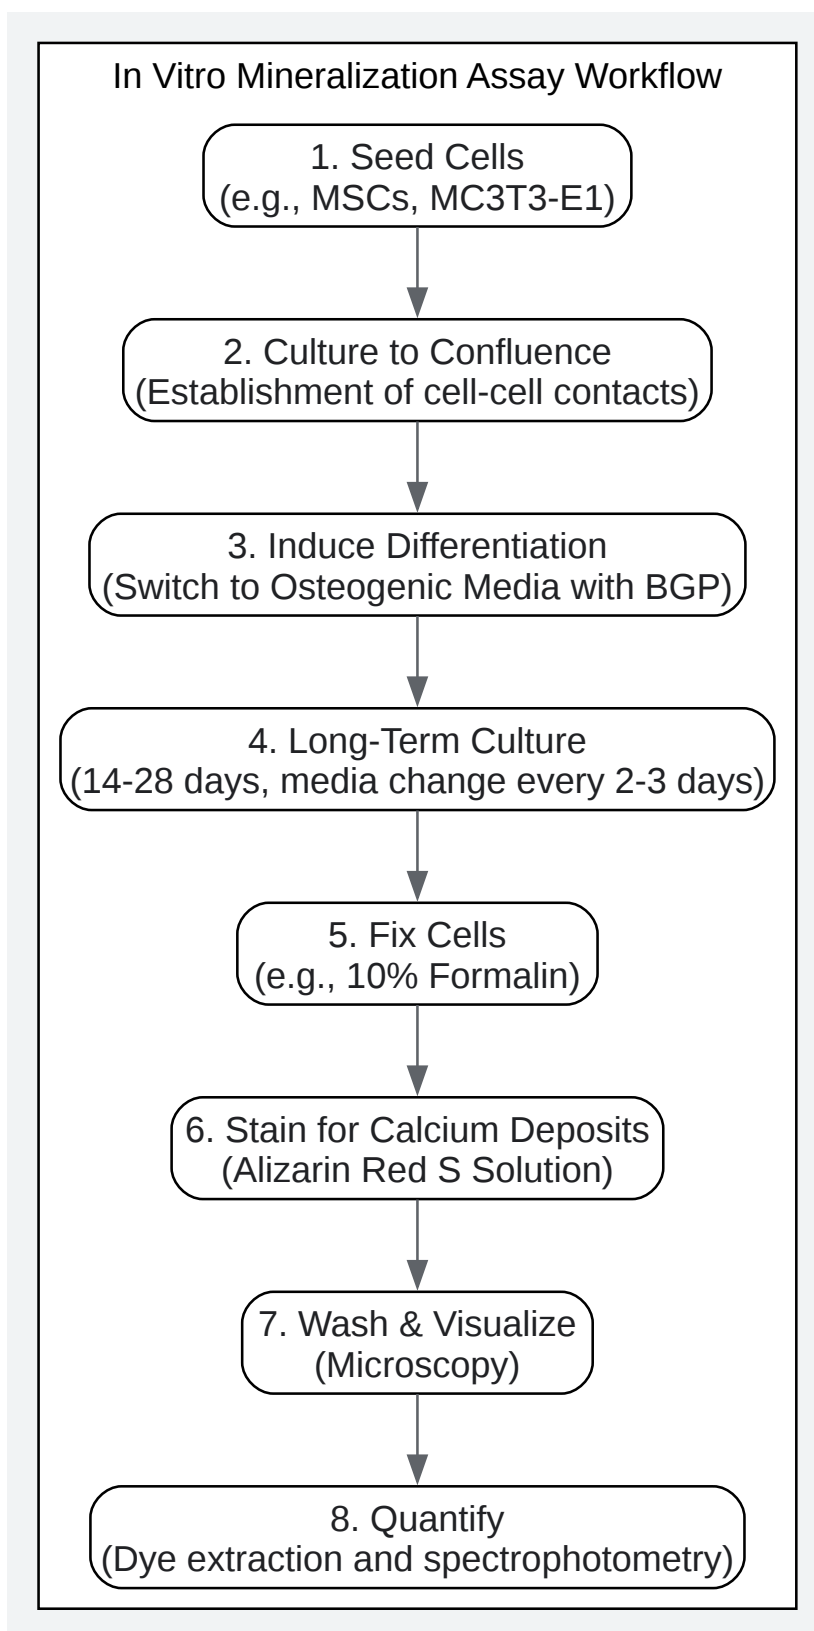 In Vitro Mineralization Assay Workflow
1. Seed Cells
(e.g., MSCs, MC3T3-E1)
2. Culture to Confluence
(Establishment of cell-cell contacts)
3. Induce Differentiation
(Switch to Osteogenic Media with BGP)
4. Long-Term Culture
(14-28 days, media change every 2-3 days)
5. Fix Cells
(e.g., 10% Formalin)
6. Stain for Calcium Deposits
(Alizarin Red S Solution)
7. Wash & Visualize
(Microscopy)
8. Quantify
(Dye extraction and spectrophotometry)